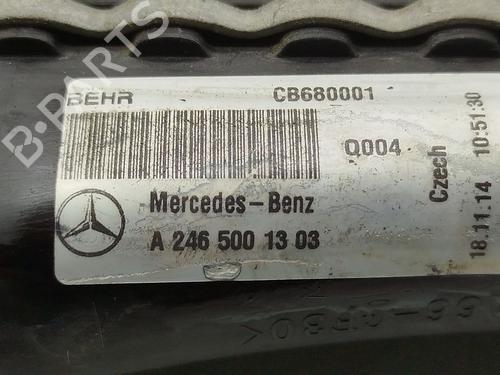 BEHR CB680001
Q004
Mercedes-Benz
A 246 500 13 03
Czech
18.11.14 10:51:30
B-PARTS